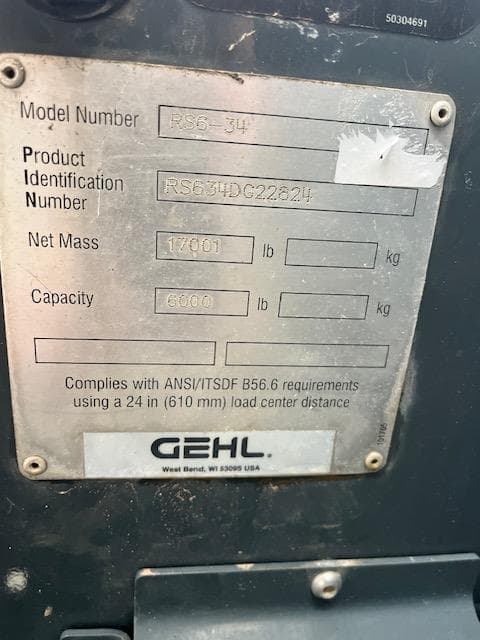 50304691
Model Number RS6-34
Product
Identification
Number RS634DG22824
Net Mass 17001 lb kg
Capacity 6000 lb kg
Complies with ANSI/ITSDF B56.6 requirements
using a 24 in (610 mm) load center distance
101795
GEHL.
West Bend, WI 53095 USA